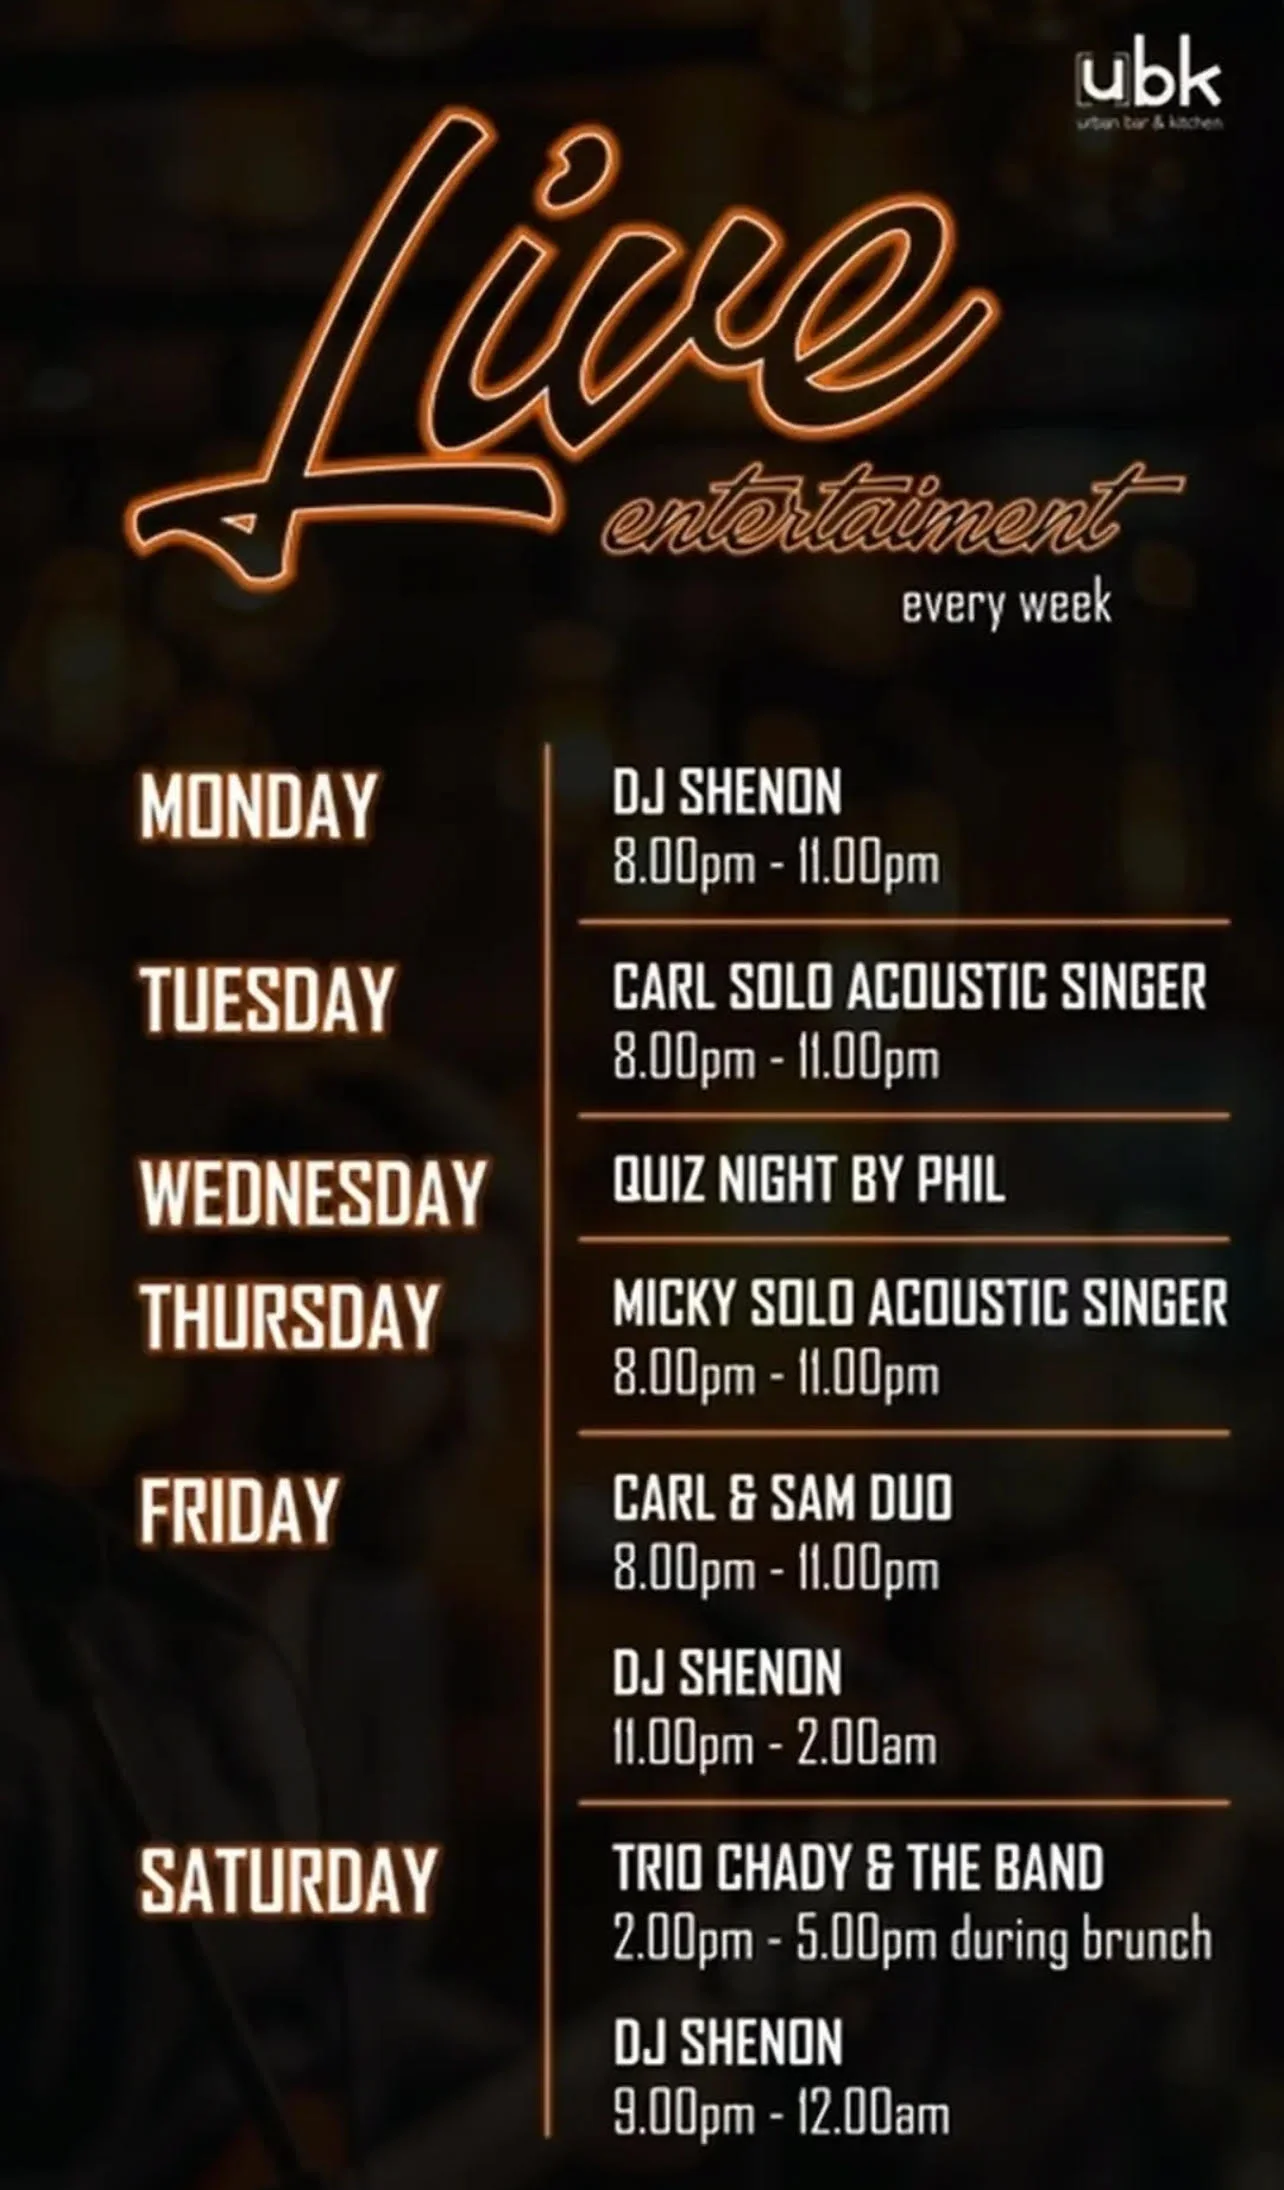 ubk
urban bar & kitchen
Live
entertaiment
every week
MONDAY
DJ SHENON
8.00pm - 11.00pm
TUESDAY
CARL SOLO ACOUSTIC SINGER
8.00pm - 11.00pm
WEDNESDAY
QUIZ NIGHT BY PHIL
THURSDAY
MICKY SOLO ACOUSTIC SINGER
8.00pm - 11.00pm
FRIDAY
CARL & SAM DUO
8.00pm - 11.00pm
DJ SHENON
11.00pm - 2.00am
SATURDAY
TRIO CHADY & THE BAND
2.00pm - 5.00pm during brunch
DJ SHENON
9.00pm - 12.00am